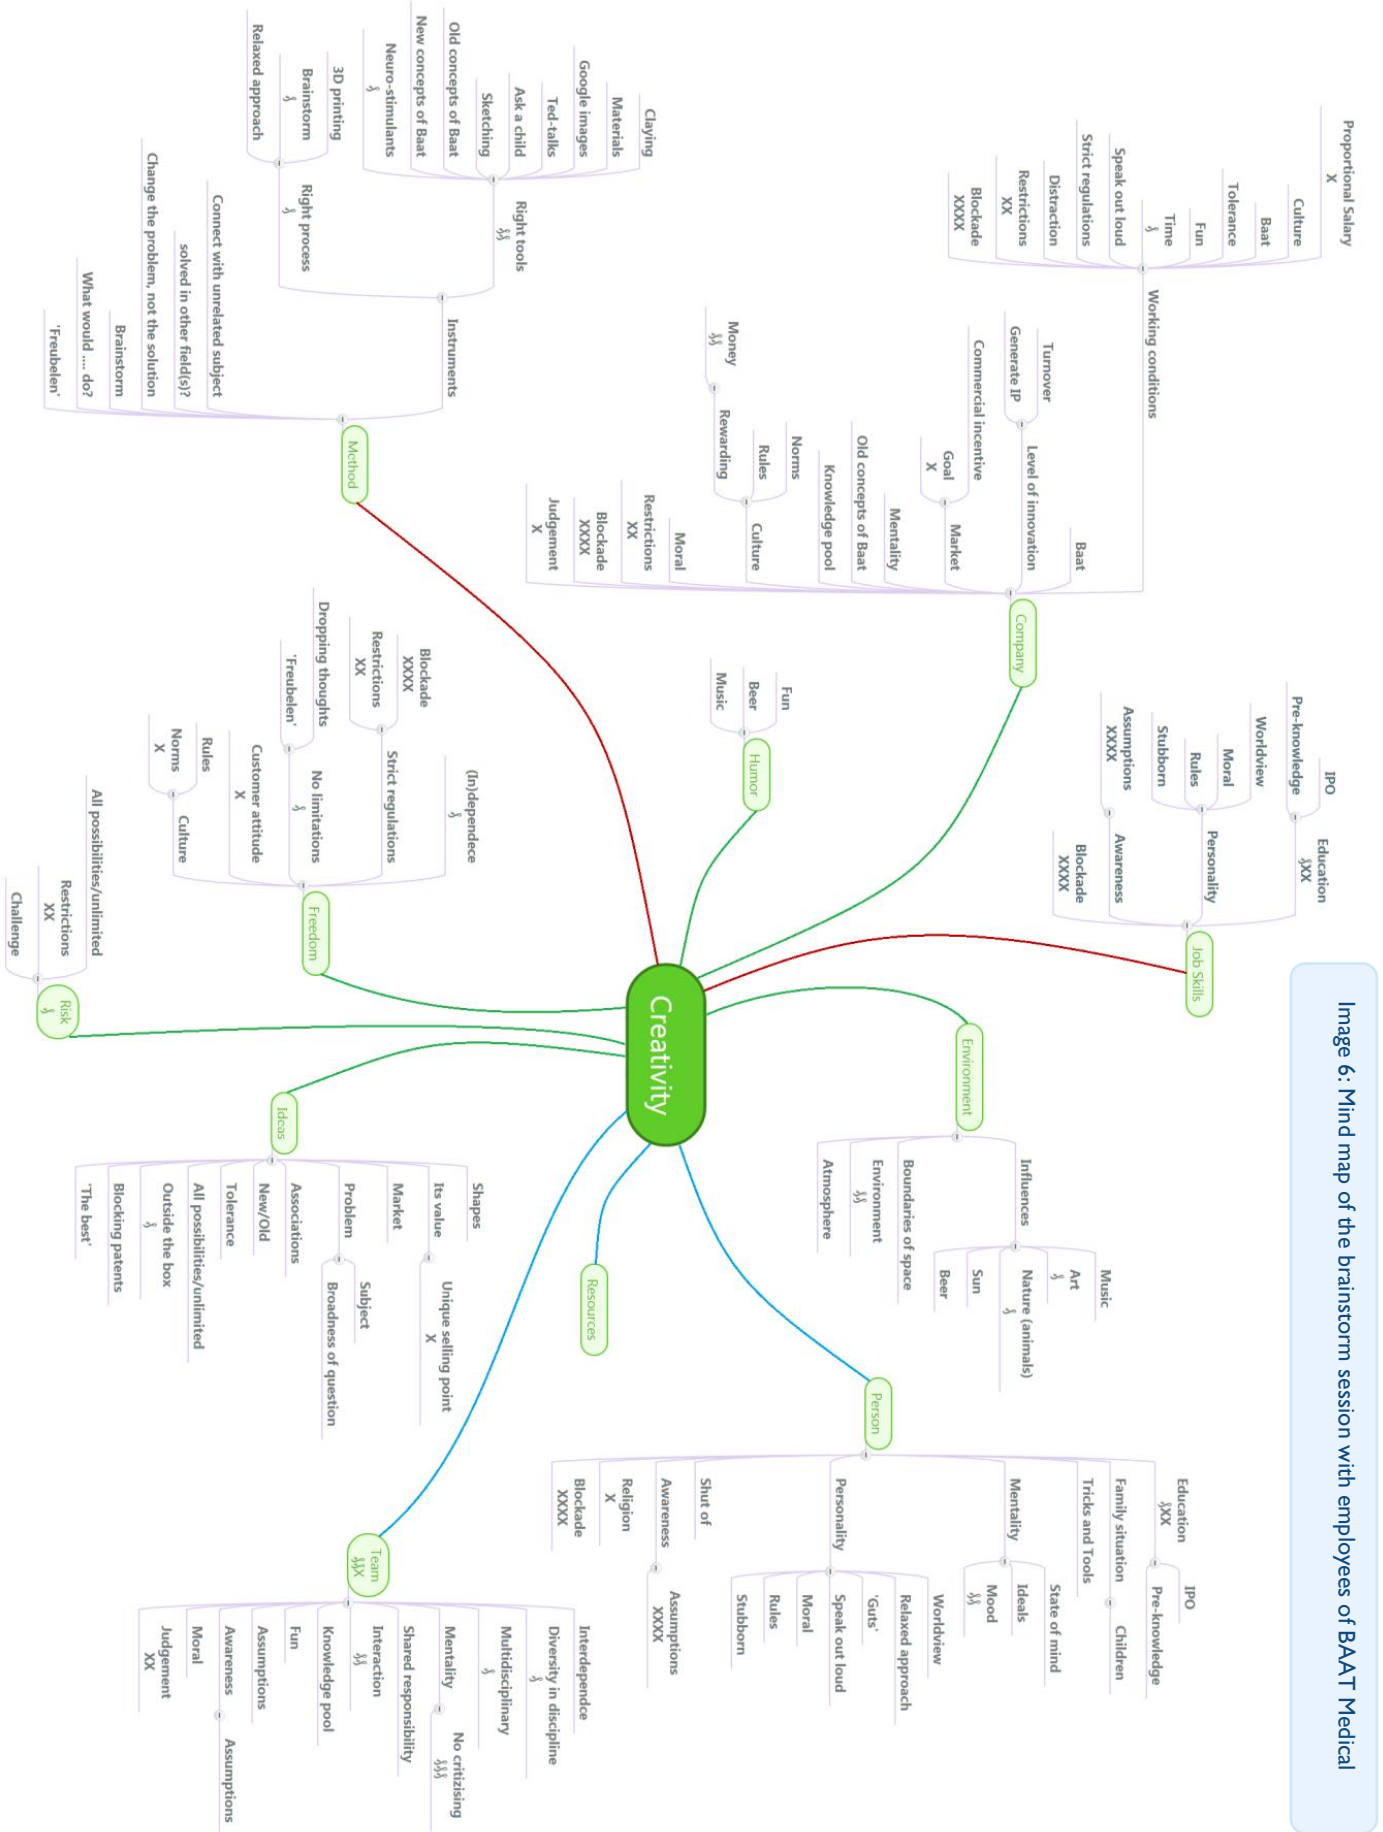 Image 6: Mind map of the brainstorm session with employees of BAAT Medical
Creativity
Job Skills
Education
§XX
IPO
Pre-knowledge
Personality
Worldview
Moral
Rules
Stubborn
Awareness
Assumptions
XXXX
Blockade
XXXX
Company
Working conditions
Proportional Salary
X
Culture
Baat
Tolerance
Fun
Time
§
Speak out loud
Strict regulations
Distraction
Restrictions
XX
Blockade
XXXX
Baat
Level of innovation
Turnover
Generate IP
Market
Commercial incentive
Goal
X
Mentality
Old concepts of Baat
Knowledge pool
Culture
Norms
Rules
Rewarding
Money
§§
Moral
Restrictions
XX
Blockade
XXXX
Judgement
X
Humor
Fun
Beer
Music
Method
Instruments
Right tools
§§
Claying
Materials
Google images
Ted-talks
Ask a child
Sketching
Old concepts of Baat
New concepts of Baat
Neuro-stimulants
§
Right process
§
3D printing
Brainstorm
§
Relaxed approach
Connect with unrelated subject
solved in other field(s)?
Change the problem, not the solution
Brainstorm
What would .... do?
'Freubelen'
Freedom
(In)dependece
§
Strict regulations
Blockade
XXXX
Restrictions
XX
No limitations
§
Dropping thoughts
'Freubelen'
Customer attitude
X
Culture
Rules
Norms
X
Risk
§
All possibilities/unlimited
Restrictions
XX
Challenge
Environment
Influences
Music
Art
§
Nature (animals)
§
Sun
Beer
Boundaries of space
Environment
§§
Atmosphere
Person
Education
§XX
IPO
Pre-knowledge
Family situation
Children
Tricks and Tools
Mentality
State of mind
Ideals
Mood
§§
Personality
Worldview
Relaxed approach
'Guts'
Speak out loud
Moral
Rules
Stubborn
Shut of
Awareness
Assumptions
XXXX
Religion
X
Blockade
XXXX
Resources
Team
§§X
Interdependce
Diversity in discipline
§
Multidisciplinary
§
Mentality
No critizising
§§§
Shared responsibility
Interaction
§§
Knowledge pool
Fun
Assumptions
Awareness
Assumptions
Moral
Judgement
XX
Ideas
Shapes
Its value
Unique selling point
X
Market
Problem
Subject
Broadness of question
Associations
New/Old
Tolerance
All possibilities/unlimited
Outside the box
§
Blocking patents
'The best'